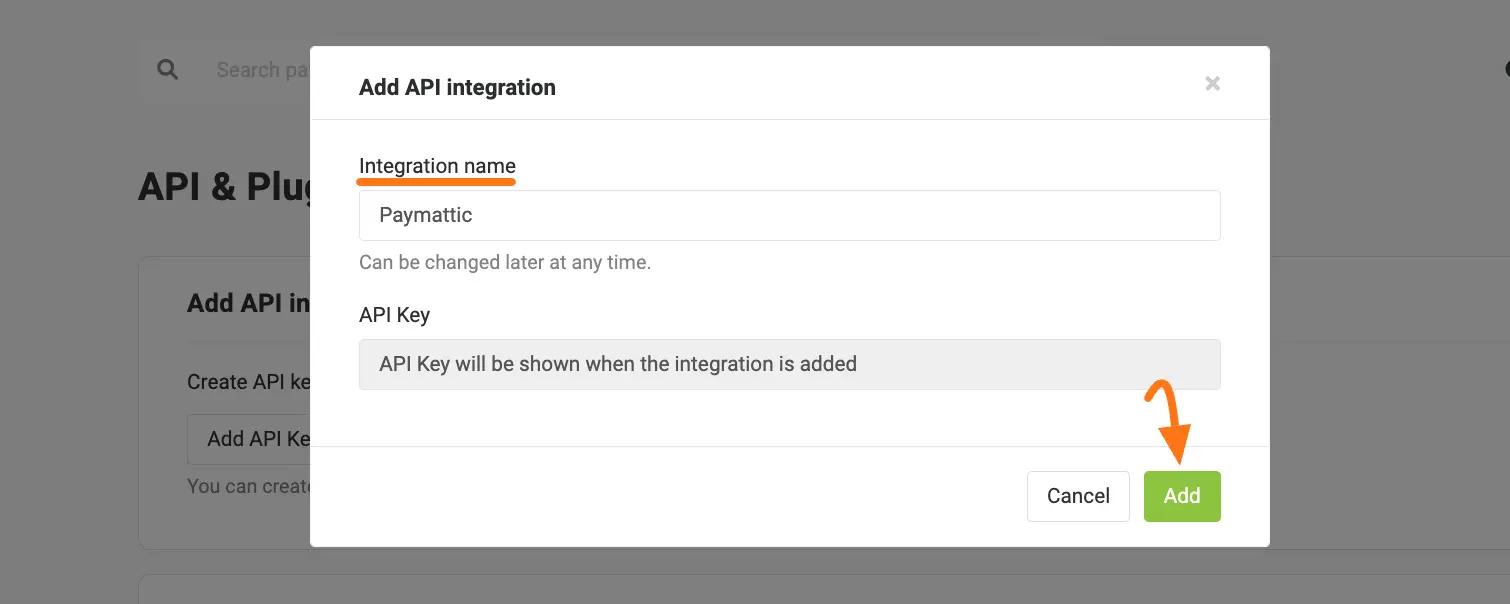 Search
Add API integration
Integration name
API & Plug
Paymattic
Can be changed later at any time.
Add API in
API Key
API Key will be shown when the integration is added
Create API ke
Add API Ke
You can create
Cancel
Add